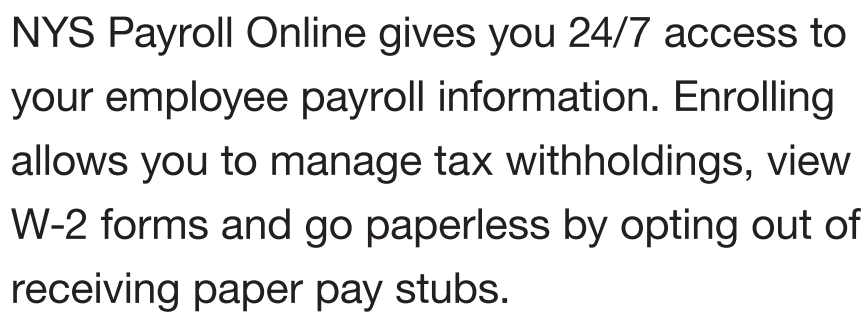 NYS Payroll Online gives you 24/7 access to
your employee payroll information. Enrolling
allows you to manage tax withholdings, view
W-2 forms and go paperless by opting out of
receiving paper pay stubs.